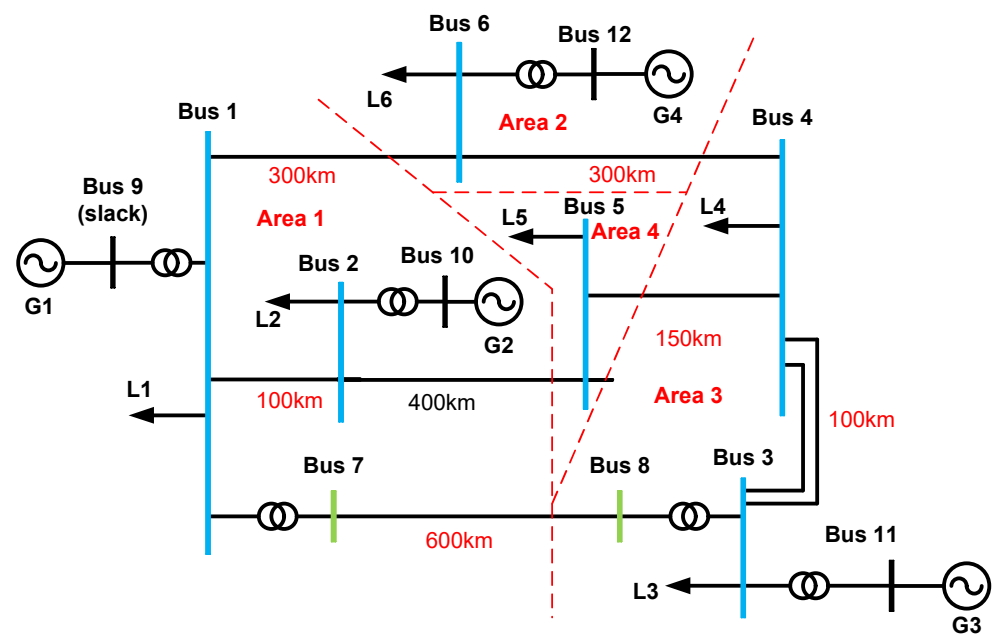 Bus 6
Bus 12
L6
G4
Area 2
Bus 1
Bus 4
300km
300km
Bus 9
(slack)
Area 1
Bus 5
L5
Area 4
L4
G1
Bus 2
Bus 10
L2
G2
150km
L1
100km
400km
Area 3
100km
Bus 7
Bus 8
Bus 3
600km
Bus 11
L3
G3